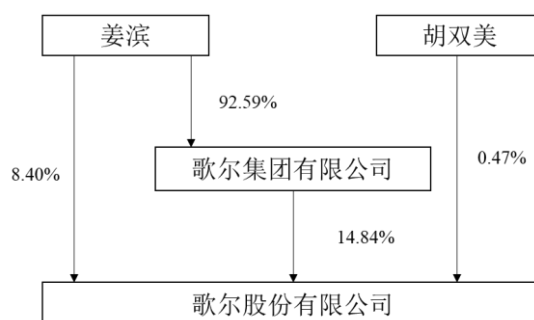 姜滨
胡双美
92.59%
歌尔集团有限公司
8.40%
0.47%
14.84%
歌尔股份有限公司